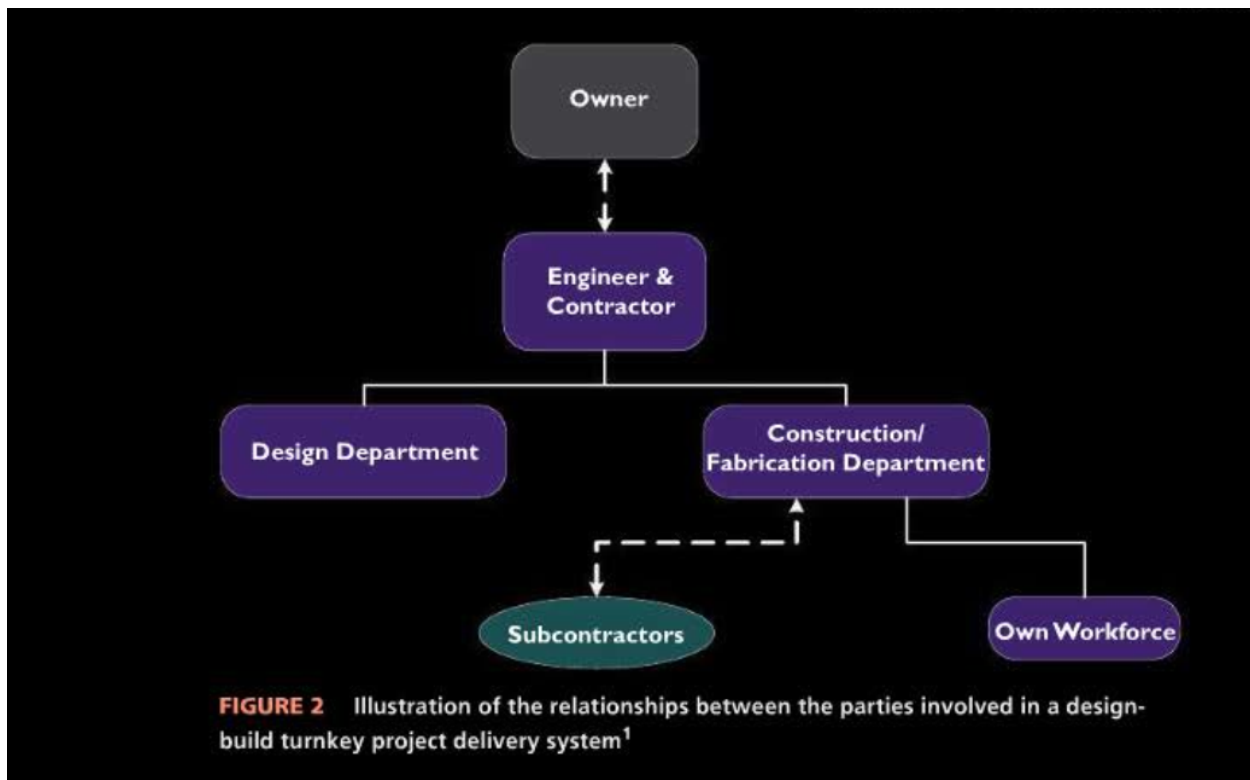 Owner
Engineer &
Contractor
Design Department
Construction/
Fabrication Department
Subcontractors
Own Workforce
FIGURE 2 Illustration of the relationships between the parties involved in a design-
build turnkey project delivery system¹